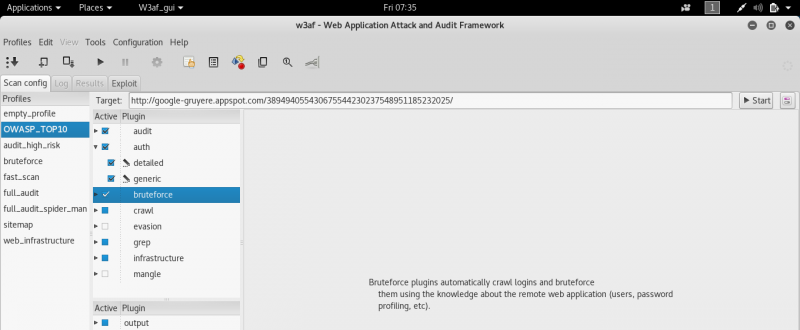 Applications Places W3af_gui Fri 07:35 1
w3af - Web Application Attack and Audit Framework
Profiles Edit View Tools Configuration Help
Scan config Log Results Exploit
Profiles
empty_profile
OWASP_TOP10
audit_high_risk
bruteforce
fast_scan
full_audit
full_audit_spider_man
sitemap
web_infrastructure
Target: http://google-gruyere.appspot.com/389494055430675544230237548951185232025/ Start
Active Plugin
audit
auth
detailed
generic
bruteforce
crawl
evasion
grep
infrastructure
mangle
Active Plugin
output
Bruteforce plugins automatically crawl logins and bruteforce
them using the knowledge about the remote web application (users, password
profiling, etc).